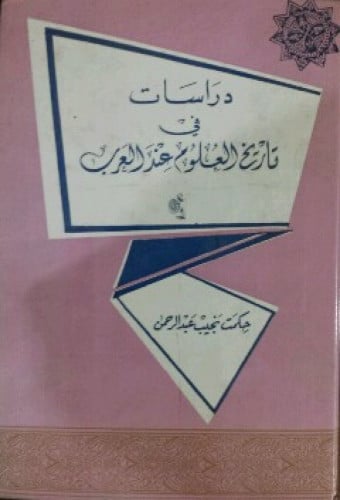 دراسات
في
تاريخ العلوم عند العرب
حكمت نجيب عبد الرحمن